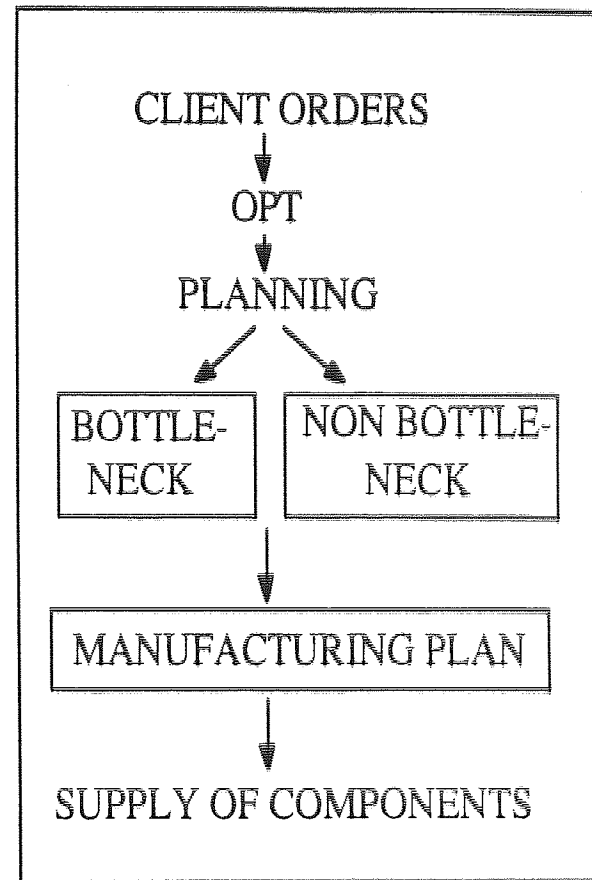 CLIENT ORDERS
OPT
PLANNING
BOTTLE-
NECK
NON BOTTLE-
NECK
MANUFACTURING PLAN
SUPPLY OF COMPONENTS